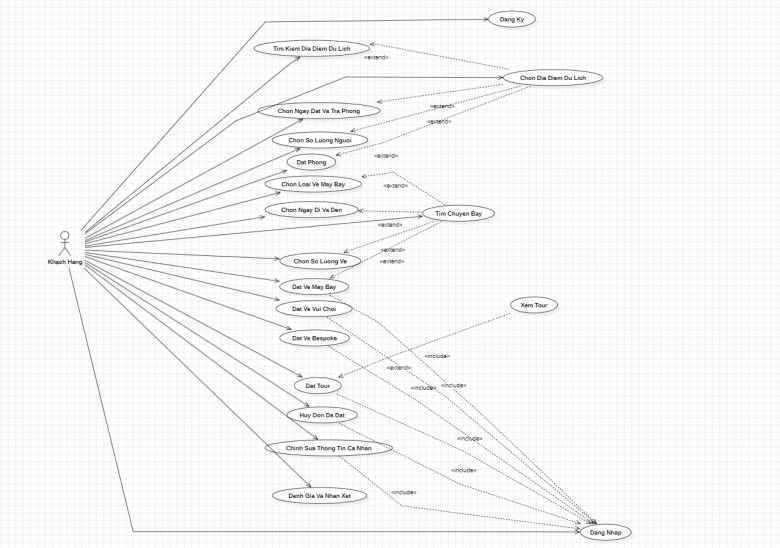 Dang Ky
Tim Kiem Dia Diem Du Lich
«extend»
Chon Dia Diem Du Lich
Chon Ngay Dat Va Tra Phong
«extend»
«extend»
Chon So Luong Nguoi
Dat Phong
«extend»
Chon Loai Ve May Bay
«extend»
Chon Ngay Di Va Den
Tim Chuyen Bay
«extend»
Khach Hang
«extend»
Chon So Luong Ve
«extend»
Dat Ve May Bay
Dat Ve Vui Choi
Xem Tour
Dat Ve Bespoke
«include»
«extend»
Dat Tour
«include»
«include»
Huy Don Da Dat
«include»
Chinh Sua Thong Tin Ca Nhan
«include»
Danh Gia Va Nhan Xet
«include»
Dang Nhap